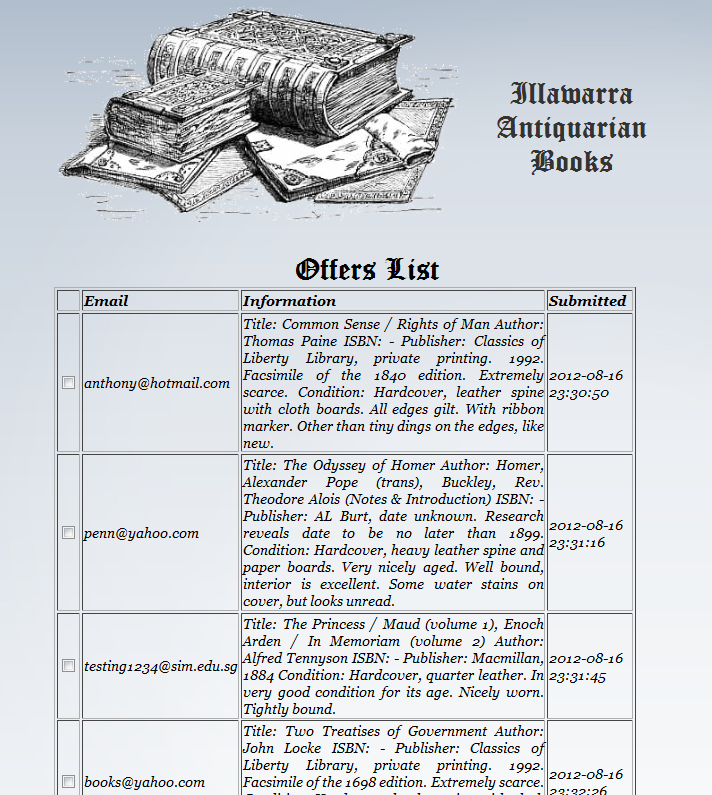 Illawarra
Antiquarian
Books
Offers List
Email Information Submitted
anthony@hotmail.com
Title: Common Sense / Rights of Man Author:
Thomas Paine ISBN: - Publisher: Classics of
Liberty Library, private printing. 1992.
Facsimile of the 1840 edition. Extremely
scarce. Condition: Hardcover, leather spine
with cloth boards. All edges gilt. With ribbon
marker. Other than tiny dings on the edges, like
new.
2012-08-16
23:30:50
penn@yahoo.com
Title: The Odyssey of Homer Author: Homer,
Alexander Pope (trans), Buckley, Rev.
Theodore Alois (Notes & Introduction) ISBN: -
Publisher: AL Burt, date unknown. Research
reveals date to be no later than 1899.
Condition: Hardcover, heavy leather spine and
paper boards. Very nicely aged. Well bound,
interior is excellent. Some water stains on
cover, but looks unread.
2012-08-16
23:31:16
testing1234@sim.edu.sg
Title: The Princess / Maud (volume 1), Enoch
Arden / In Memoriam (volume 2) Author:
Alfred Tennyson ISBN: - Publisher: Macmillan,
1884 Condition: Hardcover, quarter leather. In
very good condition for its age. Nicely worn.
Tightly bound.
2012-08-16
23:31:45
books@yahoo.com
Title: Two Treatises of Government Author:
John Locke ISBN: - Publisher: Classics of
Liberty Library, private printing. 1992.
Facsimile of the 1698 edition. Extremely scarce.
2012-08-16
23:32:26